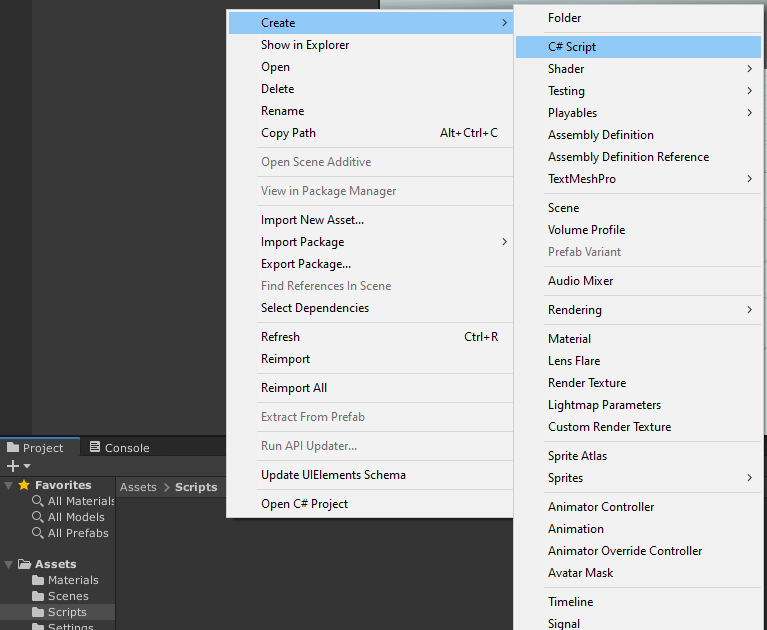 Create
Show in Explorer
Open
Delete
Rename
Copy Path Alt+Ctrl+C
Open Scene Additive
View in Package Manager
Import New Asset...
Import Package
Export Package...
Find References In Scene
Select Dependencies
Refresh Ctrl+R
Reimport
Reimport All
Extract From Prefab
Run API Updater...
Update UIElements Schema
Open C# Project
Folder
C# Script
Shader
Testing
Playables
Assembly Definition
Assembly Definition Reference
TextMeshPro
Scene
Volume Profile
Prefab Variant
Audio Mixer
Rendering
Material
Lens Flare
Render Texture
Lightmap Parameters
Custom Render Texture
Sprite Atlas
Sprites
Animator Controller
Animation
Animator Override Controller
Avatar Mask
Timeline
Signal
Project Console
Favorites
All Materials
All Models
All Prefabs
Assets
Materials
Scenes
Scripts
Settings
Assets > Scripts